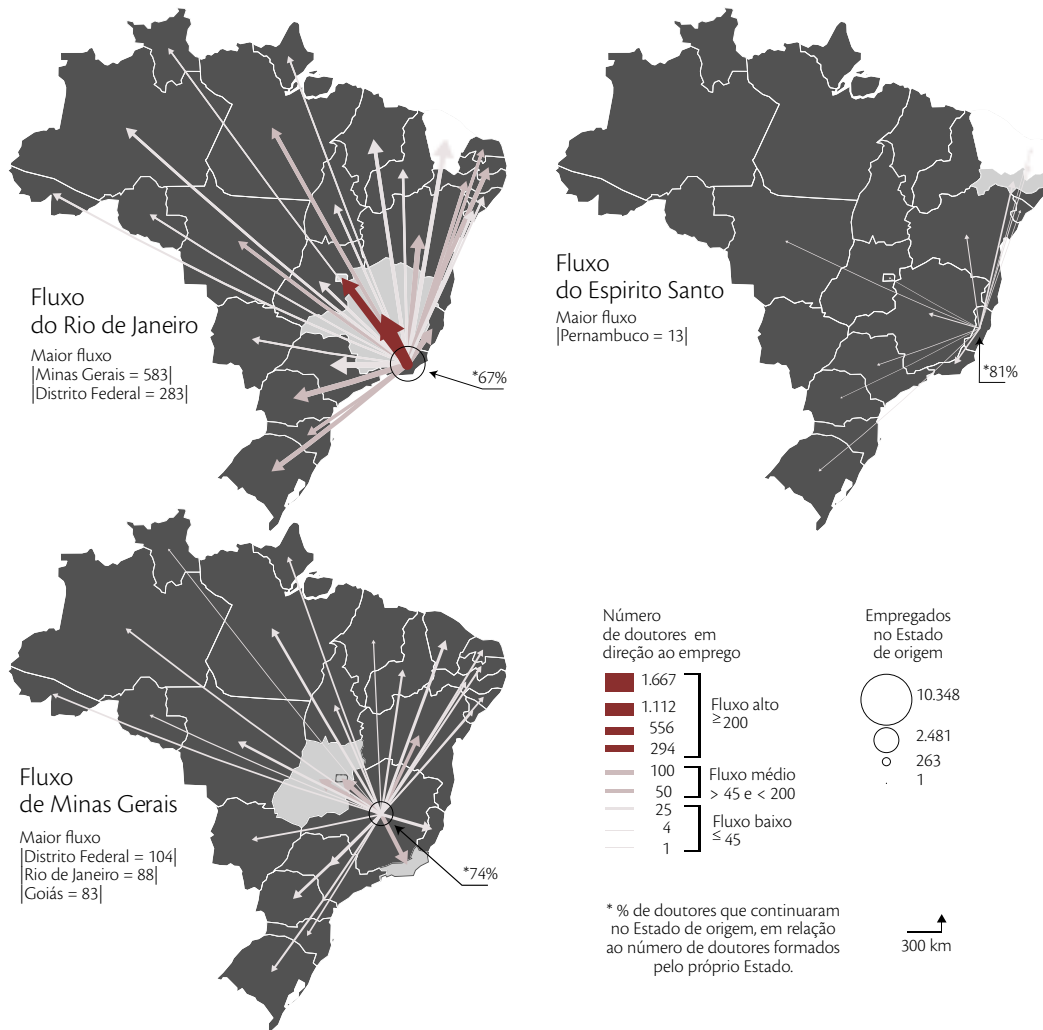 Fluxo
do Rio de Janeiro
Maior fluxo
|Minas Gerais = 583|
|Distrito Federal = 283|
*67%
Fluxo
do Espirito Santo
Maior fluxo
|Pernambuco = 13|
*81%
Fluxo
de Minas Gerais
Maior fluxo
|Distrito Federal = 104|
|Rio de Janeiro = 88|
|Goiás = 83|
*74%
Número
de doutores em
direção ao emprego
1.667
1.112
556
294
Fluxo alto
≥200
100
50
Fluxo médio
> 45 e < 200
25
4
1
Fluxo baixo
≤ 45
Empregados
no Estado
de origem
10.348
2.481
263
1
* % de doutores que continuaram
no Estado de origem, em relação
ao número de doutores formados
pelo próprio Estado.
300 km